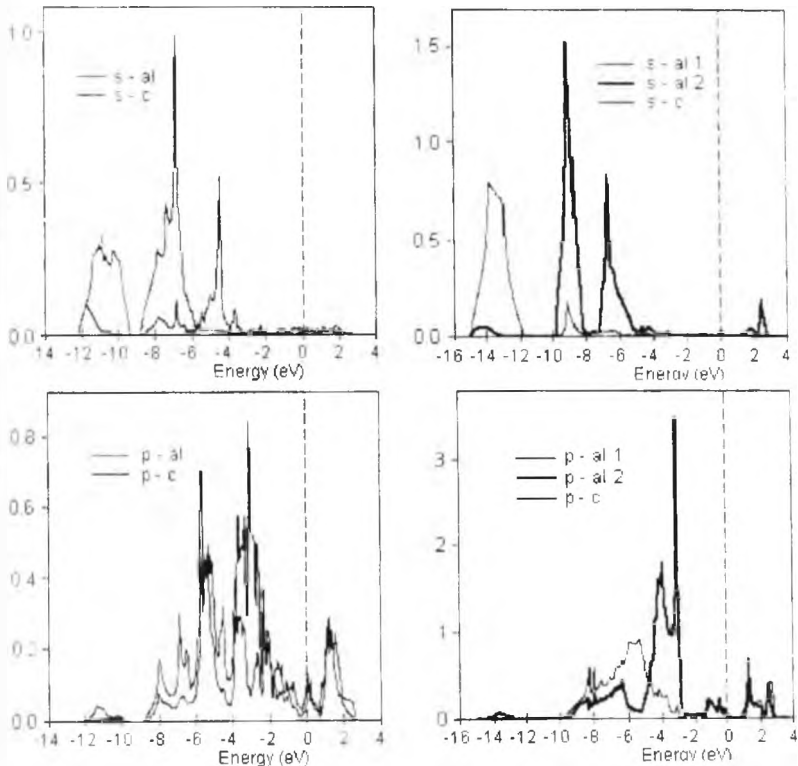 1.0
0.5
0.0
s - al
s - c
-14 -12 -10 -8 -6 -4 -2 0 2 4
Energy (eV)
1.5
1.0
0.5
0.0
s - al 1
s - al 2
s - c
-16 -14 -12 -10 -8 -6 -4 -2 0 2 4
Energy (eV)
0.8
0.6
0.4
0.2
0.0
p - al
p - c
-14 -12 -10 -8 -6 -4 -2 0 2 4
Energy (eV)
3
2
1
0
p - al 1
p - al 2
p - c
-16 -14 -12 -10 -8 -6 -4 -2 0 2 4
Energy (eV)